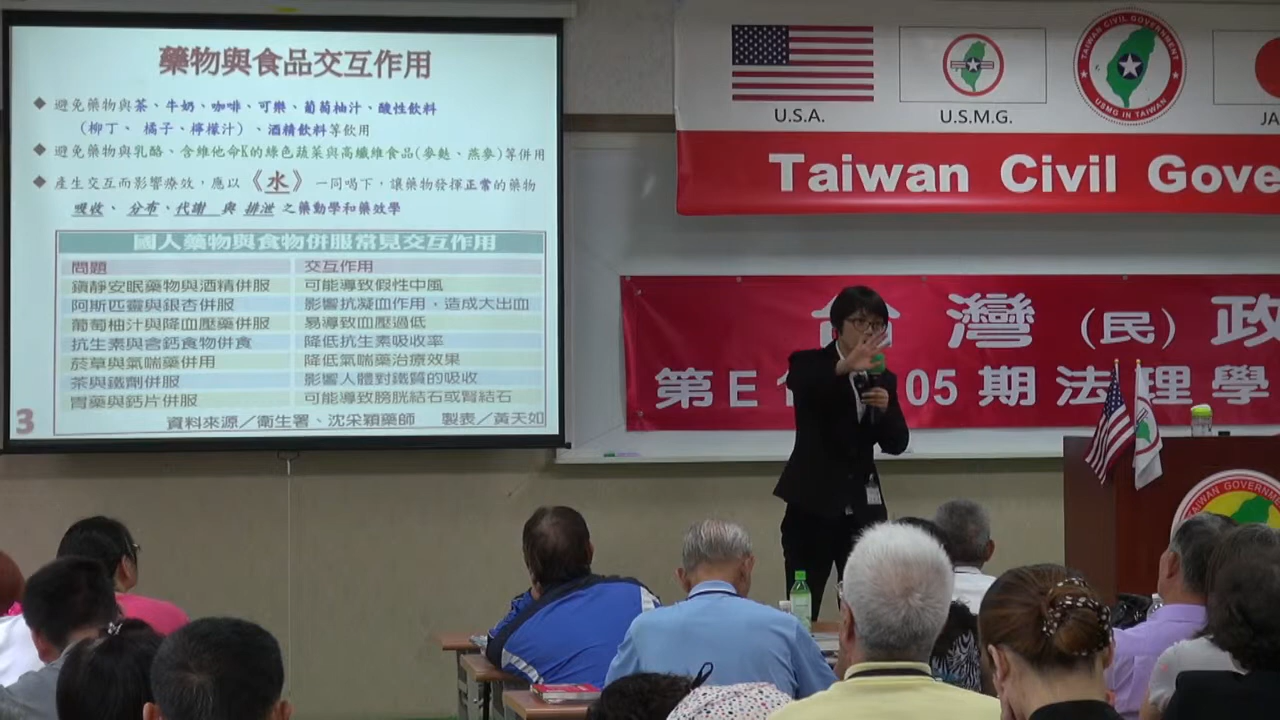 藥物與食品交互作用
◆ 避免藥物與茶、牛奶、咖啡、可樂、葡萄柚汁、酸性飲料
(柳丁、橘子、檸檬汁)、酒精飲料等飲用
◆ 避免藥物與乳酪、含維他命K的綠色蔬菜與高纖維食品(麥麩、燕麥)等併用
◆ 產生交互而影響療效，應以《水》一同喝下，讓藥物發揮正常的藥物
吸收、分布、代謝 與 排泄 之藥動學和藥效學
國人藥物與食物併服常見交互作用
問題 交互作用
鎮靜安眠藥物與酒精併服 可能導致假性中風
阿斯匹靈與銀杏併服 影響抗凝血作用、造成大出血
葡萄柚汁與降血壓藥併服 易導致血壓過低
抗生素與含鈣食物併食 降低抗生素吸收率
菸草與氣喘藥併用 降低氣喘藥治療效果
茶與鐵劑併服 影響人體對鐵質的吸收
胃藥與鈣片併服 可能導致膀胱結石或腎結石
資料來源／衛生署、沈采穎藥師 製表／黃天如
3
U.S.A.
U.S.M.G.
TAIWAN CIVIL GOVERNMENT
USMG IN TAIWAN
JA
Taiwan Civil Gove
台灣(民)政
第E 05期法理學
TAIWAN GOVERN